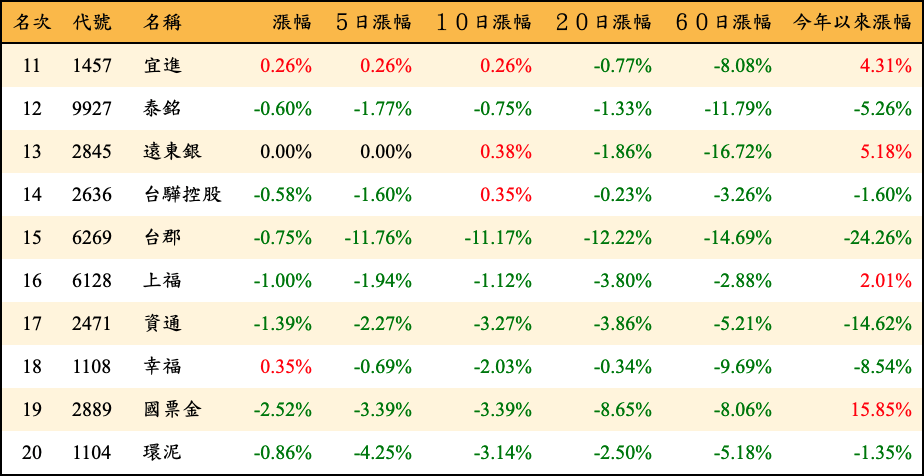 名次 代號 名稱 漲幅 5日漲幅 10日漲幅 20日漲幅 60日漲幅 今年以來漲幅
11 1457 宜進 0.26% 0.26% 0.26% -0.77% -8.08% 4.31%
12 9927 泰銘 -0.60% -1.77% -0.75% -1.33% -11.79% -5.26%
13 2845 遠東銀 0.00% 0.00% 0.38% -1.86% -16.72% 5.18%
14 2636 台驊控股 -0.58% -1.60% 0.35% -0.23% -3.26% -1.60%
15 6269 台郡 -0.75% -11.76% -11.17% -12.22% -14.69% -24.26%
16 6128 上福 -1.00% -1.94% -1.12% -3.80% -2.88% 2.01%
17 2471 資通 -1.39% -2.27% -3.27% -3.86% -5.21% -14.62%
18 1108 幸福 0.35% -0.69% -2.03% -0.34% -9.69% -8.54%
19 2889 國票金 -2.52% -3.39% -3.39% -8.65% -8.06% 15.85%
20 1104 環泥 -0.86% -4.25% -3.14% -2.50% -5.18% -1.35%